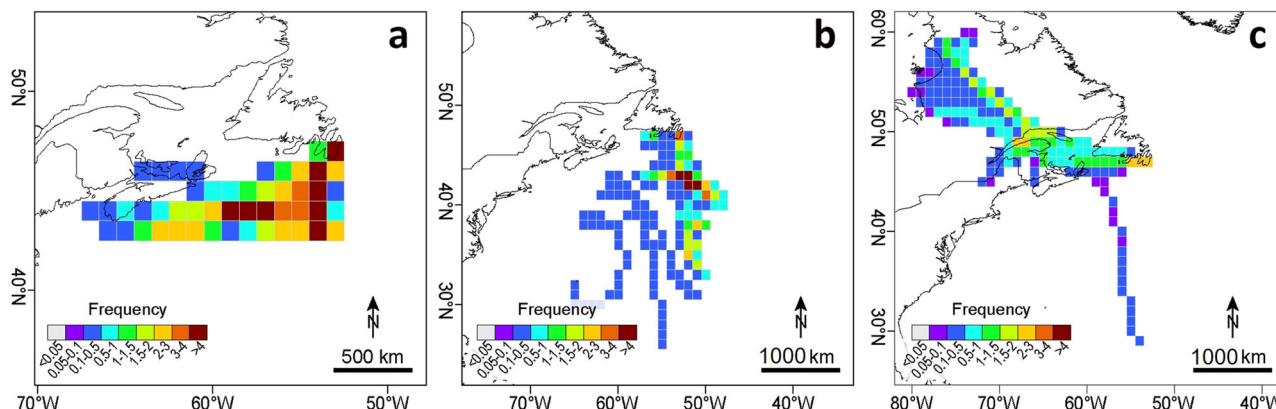 a
50°N
40°N
Frequency
<0.05
0.05-0.1
0.1-0.5
0.5-1
1-1.5
1.5-2
2-3
3-4
>4
N
500 km
70°W
60°W
50°W
b
50°N
40°N
30°N
Frequency
<0.05
0.05-0.1
0.1-0.5
0.5-1
1-1.5
1.5-2
2-3
3-4
>4
N
1000 km
70°W
60°W
50°W
40°W
c
60°N
50°N
40°N
30°N
Frequency
<0.05
0.05-0.1
0.1-0.5
0.5-1
1-1.5
1.5-2
2-3
3-4
>4
N
1000 km
80°W
70°W
60°W
50°W
40°W